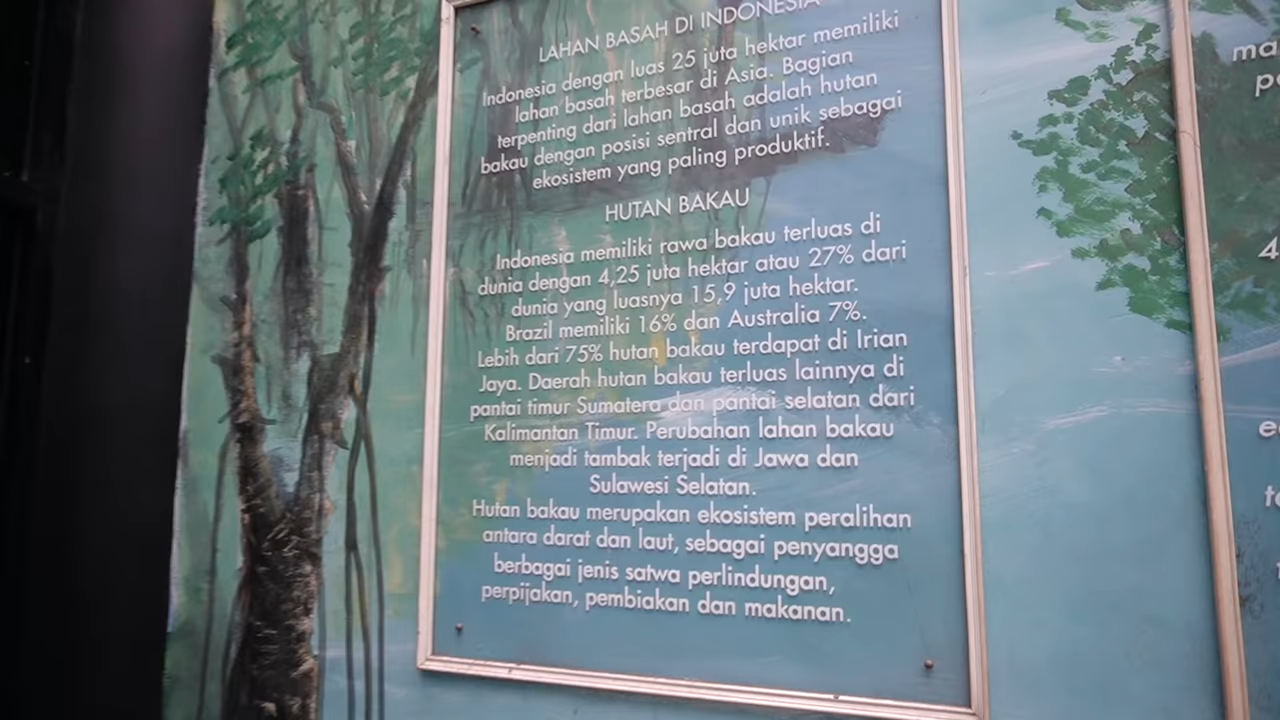 LAHAN BASAH DI INDONESIA
Indonesia dengan luas 25 juta hektar memiliki
lahan basah terbesar di Asia. Bagian
terpenting dari lahan basah adalah hutan
bakau dengan posisi sentral dan unik sebagai
ekosistem yang paling produktif.
HUTAN BAKAU
Indonesia memiliki rawa bakau terluas di
dunia dengan 4,25 juta hektar atau 27% dari
dunia yang luasnya 15,9 juta hektar.
Brazil memiliki 16% dan Australia 7%.
Lebih dari 75% hutan bakau terdapat di Irian
Jaya. Daerah hutan bakau terluas lainnya di
pantai timur Sumatera dan pantai selatan dari
Kalimantan Timur. Perubahan lahan bakau
menjadi tambak terjadi di Jawa dan
Sulawesi Selatan.
Hutan bakau merupakan ekosistem peralihan
antara darat dan laut, sebagai penyangga
berbagai jenis satwa perlindungan,
perpijakan, pembiakan dan makanan.